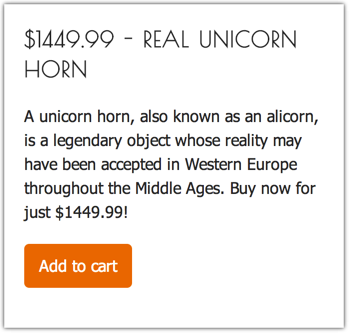 $1449.99 - REAL UNICORN
HORN
A unicorn horn, also known as an alicorn,
is a legendary object whose reality may
have been accepted in Western Europe
throughout the Middle Ages. Buy now for
just $1449.99!
Add to cart